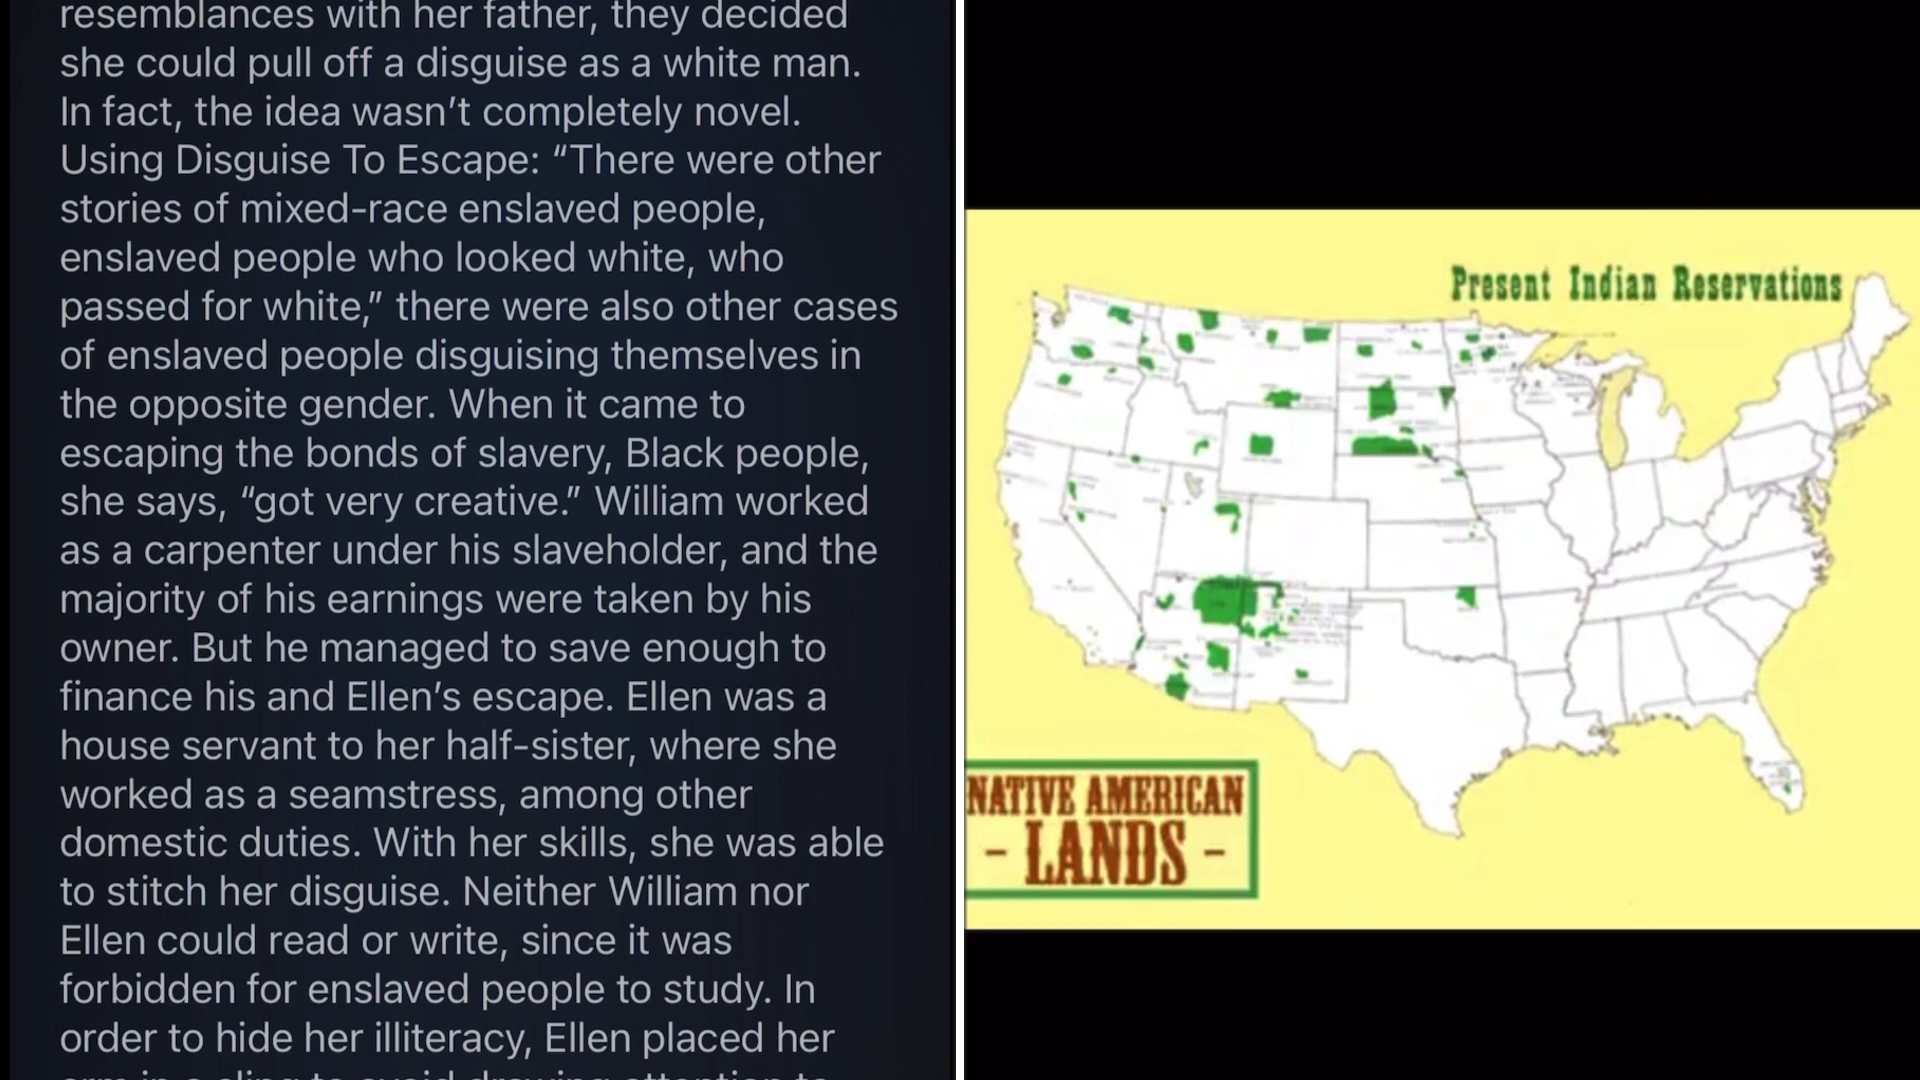 resemblances with her father, they decided
she could pull off a disguise as a white man.
In fact, the idea wasn’t completely novel.
Using Disguise To Escape: “There were other
stories of mixed-race enslaved people,
enslaved people who looked white, who
passed for white,” there were also other cases
of enslaved people disguising themselves in
the opposite gender. When it came to
escaping the bonds of slavery, Black people,
she says, “got very creative.” William worked
as a carpenter under his slaveholder, and the
majority of his earnings were taken by his
owner. But he managed to save enough to
finance his and Ellen’s escape. Ellen was a
house servant to her half-sister, where she
worked as a seamstress, among other
domestic duties. With her skills, she was able
to stitch her disguise. Neither William nor
Ellen could read or write, since it was
forbidden for enslaved people to study. In
order to hide her illiteracy, Ellen placed her
Present Indian Reservations
NATIVE AMERICAN
- LANDS -